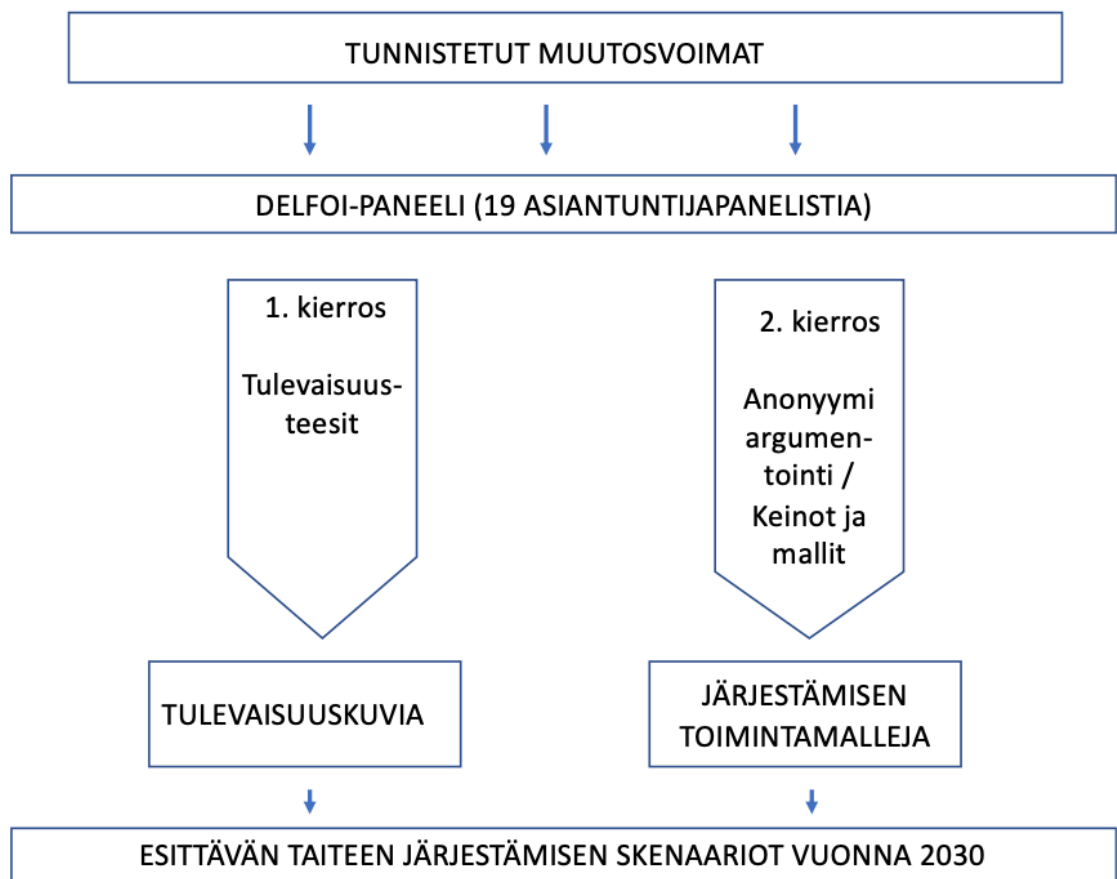 TUNNISTETUT MUUTOSVOIMAT
DELFOI-PANEELI (19 ASIANTUNTIJAPANELISTIA)
1. kierros
Tulevaisuus-
teesit
2. kierros
Anonyymi
argumen-
tointi /
Keinot ja
mallit
TULEVAISUUSKUVIA
JÄRJESTÄMISEN
TOIMINTAMALLEJA
ESITTÄVÄN TAITEEN JÄRJESTÄMISEN SKENAARIOT VUONNA 2030